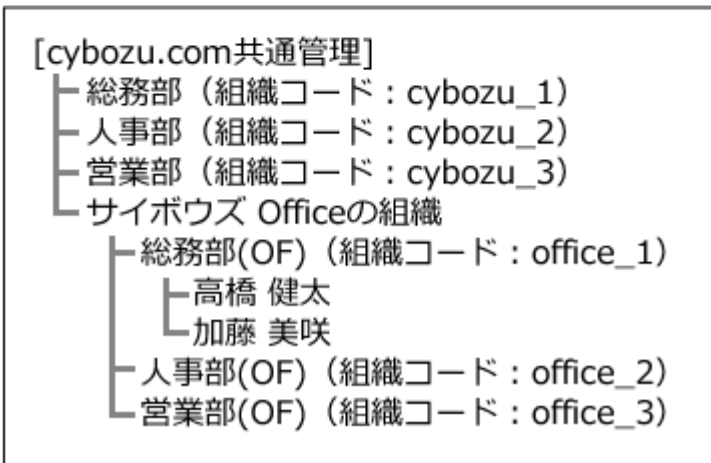 [cybozu.com共通管理]
総務部（組織コード：cybozu_1）
人事部（組織コード：cybozu_2）
営業部（組織コード：cybozu_3）
サイボウズ Officeの組織
総務部(OF)（組織コード：office_1）
高橋 健太
加藤 美咲
人事部(OF)（組織コード：office_2）
営業部(OF)（組織コード：office_3）